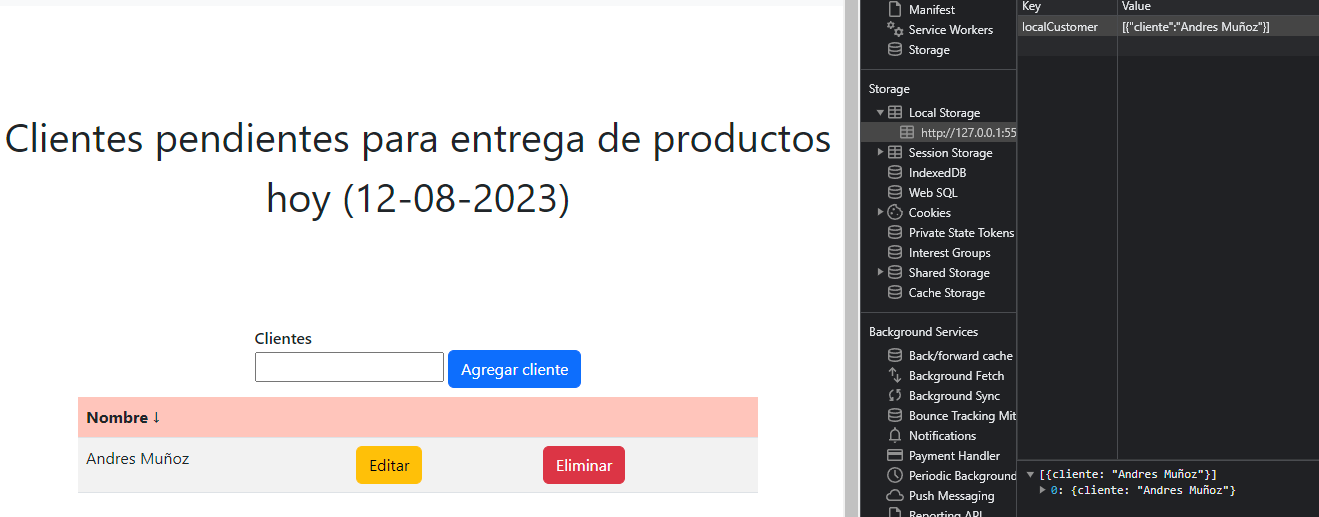 Clientes pendientes para entrega de productos
hoy (12-08-2023)
Clientes
Agregar cliente
Nombre ↓
Andres Muñoz Editar Eliminar
Manifest
Service Workers
Storage
Storage
Local Storage
http://127.0.0.1:55
Session Storage
IndexedDB
Web SQL
Cookies
Private State Tokens
Interest Groups
Shared Storage
Cache Storage
Background Services
Back/forward cache
Background Fetch
Background Sync
Bounce Tracking Mit
Notifications
Payment Handler
Periodic Background
Push Messaging
Reporting API
Key Value
localCustomer [{"cliente":"Andres Muñoz"}]
[{cliente: "Andres Muñoz"}]
0: {cliente: "Andres Muñoz"}